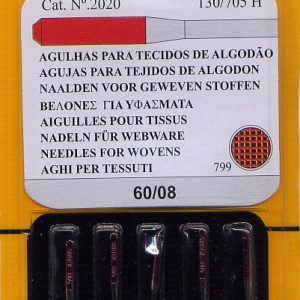 Cat. Nº.2020 130/705 H
AGULHAS PARA TECIDOS DE ALGODÃO
AGUJAS PARA TEJIDOS DE ALGODON
NAALDEN VOOR GEWEVEN STOFFEN
ΒΕΛΟΝΕΣ ΓΙΑ ΥΦΑΣΜΑΤΑ
AIGUILLES POUR TISSUS
NADELN FÜR WEBWARE
NEEDLES FOR WOVENS
AGHI PER TESSUTI 799
60/08